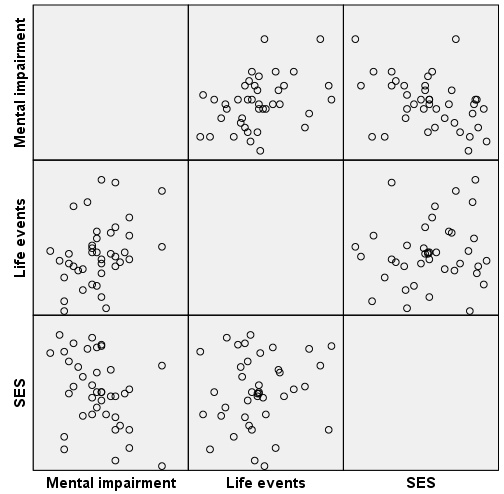 Mental impairment
Life events
SES
Mental impairment
Life events
SES